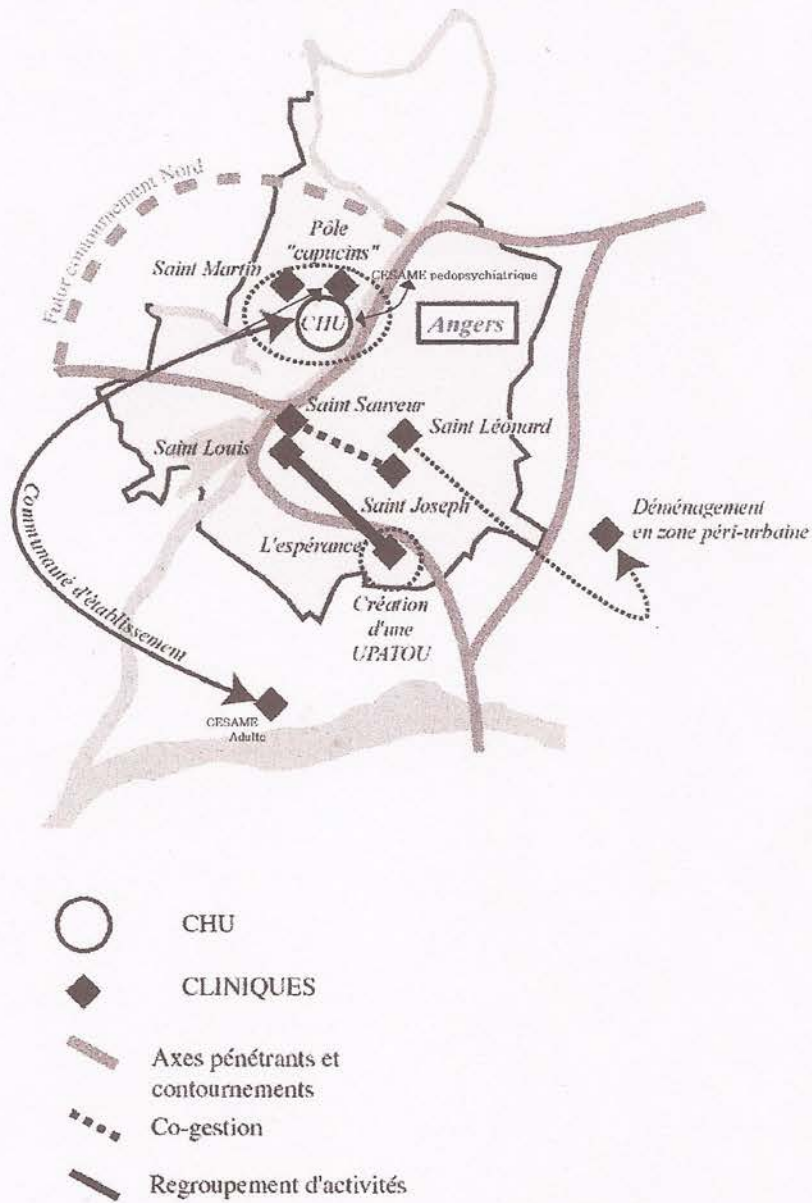 Futur contournement Nord
Pôle
"capucins"
Saint Martin
CESAME pedopsychiatrique
CHU
Angers
Saint Sauveur
Saint Léonard
Saint Louis
Saint Joseph
Déménagement
en zone péri-urbaine
L'espérance
Création
d'une
UPATOU
Communauté d'établissement
CESAME
Adulte
CHU
CLINIQUES
Axes pénétrants et
contournements
Co-gestion
Regroupement d'activités